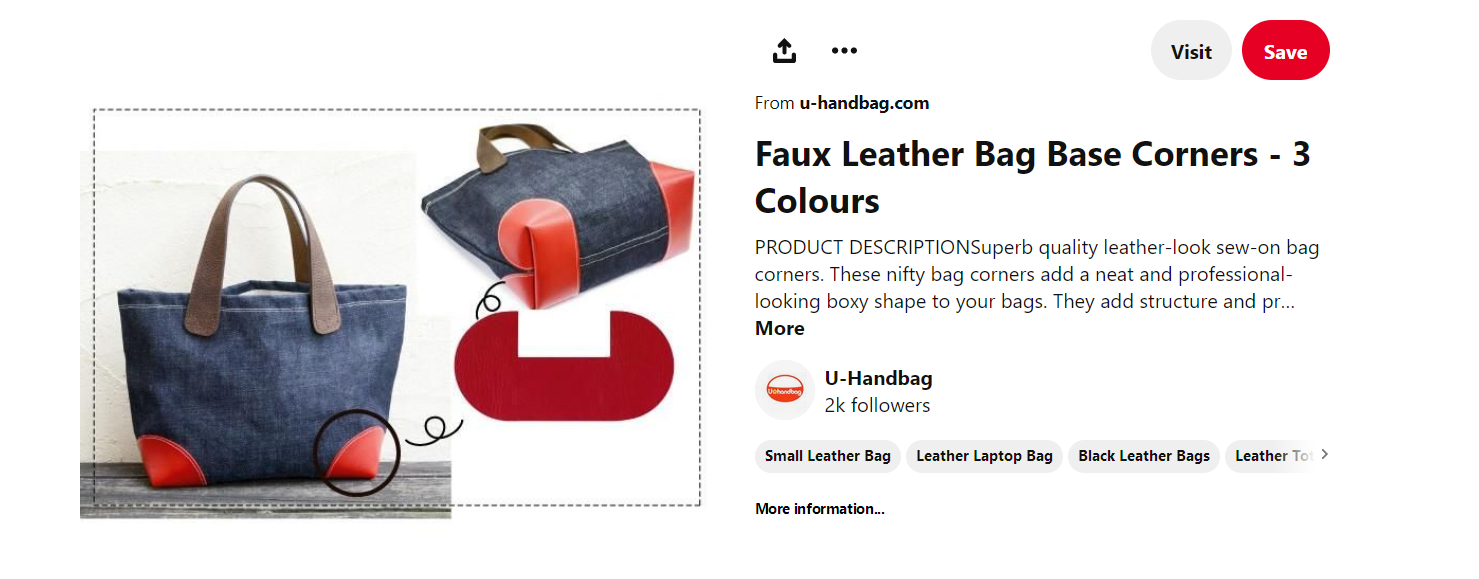 Visit
Save
From u-handbag.com
Faux Leather Bag Base Corners - 3
Colours
PRODUCT DESCRIPTIONSuperb quality leather-look sew-on bag
corners. These nifty bag corners add a neat and professional-
looking boxy shape to your bags. They add structure and pr...
More
U-Handbag
U-Handbag
2k followers
Small Leather Bag
Leather Laptop Bag
Black Leather Bags
Leather
More information...